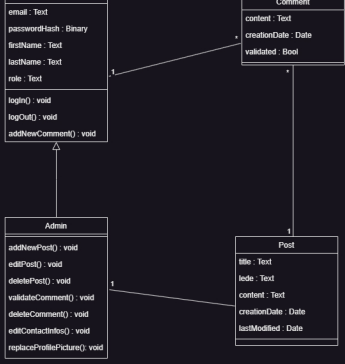 email : Text
passwordHash : Binary
firstName : Text
lastName : Text
role : Text
logIn() : void
logOut() : void
addNewComment() : void
Comment
content : Text
creationDate : Date
validated : Bool
1
*
*
1
Admin
addNewPost() : void
editPost() : void
deletePost() : void
validateComment() : void
deleteComment() : void
editContactInfos() : void
replaceProfilePicture(): void
1
Post
title : Text
lede : Text
content : Text
creationDate : Date
lastModified : Date